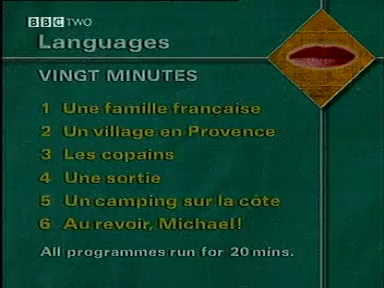 BBC TWO
Languages
VINGT MINUTES
1 Une famille française
2 Un village en Provence
3 Les copains
4 Une sortie
5 Un camping sur la côte
6 Au revoir, Michael!
All programmes run for 20 mins.